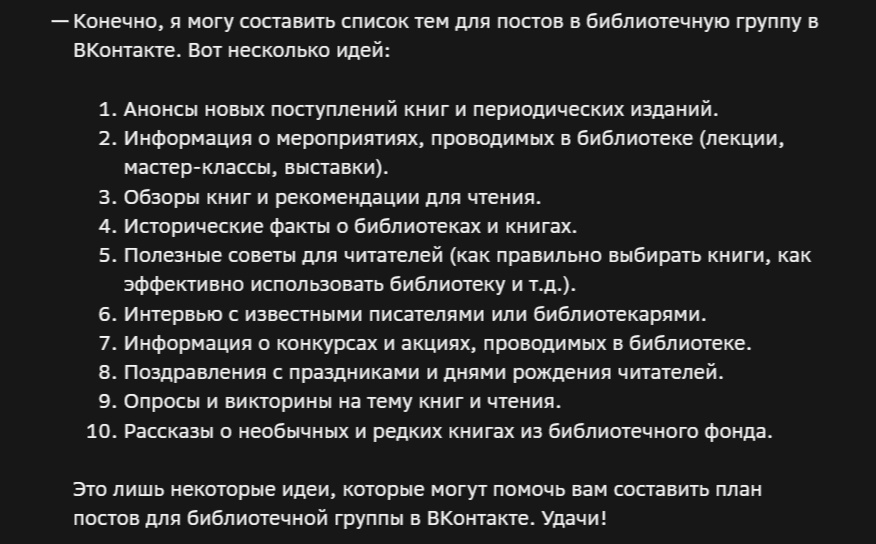 — Конечно, я могу составить список тем для постов в библиотечную группу в
ВКонтакте. Вот несколько идей:
1. Анонсы новых поступлений книг и периодических изданий.
2. Информация о мероприятиях, проводимых в библиотеке (лекции,
мастер-классы, выставки).
3. Обзоры книг и рекомендации для чтения.
4. Исторические факты о библиотеках и книгах.
5. Полезные советы для читателей (как правильно выбирать книги, как
эффективно использовать библиотеку и т.д.).
6. Интервью с известными писателями или библиотекарями.
7. Информация о конкурсах и акциях, проводимых в библиотеке.
8. Поздравления с праздниками и днями рождения читателей.
9. Опросы и викторины на тему книг и чтения.
10. Рассказы о необычных и редких книгах из библиотечного фонда.
Это лишь некоторые идеи, которые могут помочь вам составить план
постов для библиотечной группы в ВКонтакте. Удачи!